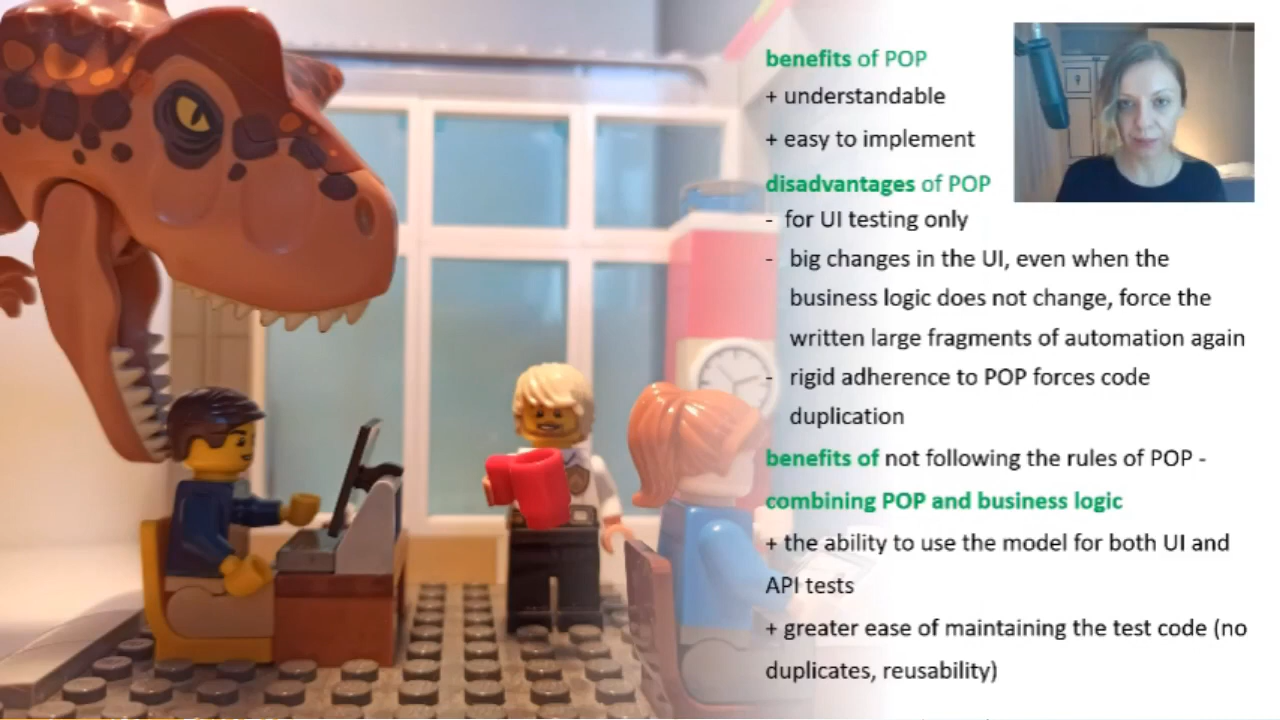 benefits of POP
+ understandable
+ easy to implement
disadvantages of POP
- for UI testing only
- big changes in the UI, even when the
business logic does not change, force the
written large fragments of automation again
- rigid adherence to POP forces code
duplication
benefits of not following the rules of POP -
combining POP and business logic
+ the ability to use the model for both UI and
API tests
+ greater ease of maintaining the test code (no
duplicates, reusability)